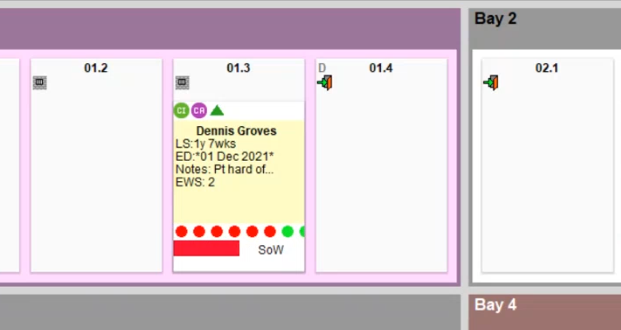 Bay 2
01.2
01.3
D
01.4
02.1
CI CR
Dennis Groves
LS:1y 7wks
ED:*01 Dec 2021*
Notes: Pt hard of...
EWS: 2
SoW
Bay 4